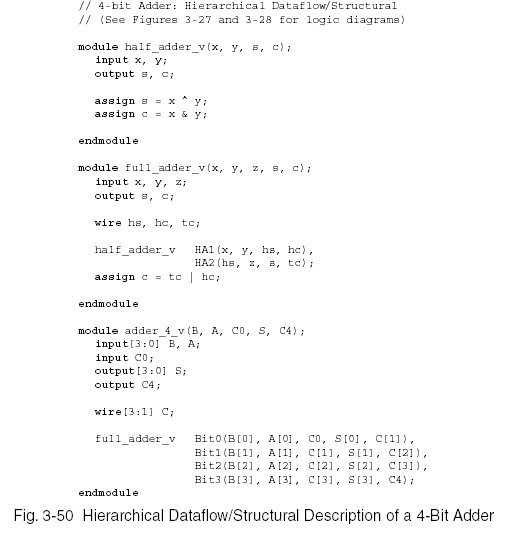 // 4-bit Adder: Hierarchical Dataflow/Structural
// (See Figures 3-27 and 3-28 for logic diagrams)
module half_adder_v(x, y, s, c);
input x, y;
output s, c;
assign s = x ^ y;
assign c = x & y;
endmodule
module full_adder_v(x, y, z, s, c);
input x, y, z;
output s, c;
wire hs, hc, tc;
half_adder_v HA1(x, y, hs, hc),
HA2(hs, z, s, tc);
assign c = tc | hc;
endmodule
module adder_4_v(B, A, C0, S, C4);
input[3:0] B, A;
input C0;
output[3:0] S;
output C4;
wire[3:1] C;
full_adder_v Bit0(B[0], A[0], C0, S[0], C[1]),
Bit1(B[1], A[1], C[1], S[1], C[2]),
Bit2(B[2], A[2], C[2], S[2], C[3]),
Bit3(B[3], A[3], C[3], S[3], C4);
endmodule
Fig. 3-50 Hierarchical Dataflow/Structural Description of a 4-Bit Adder